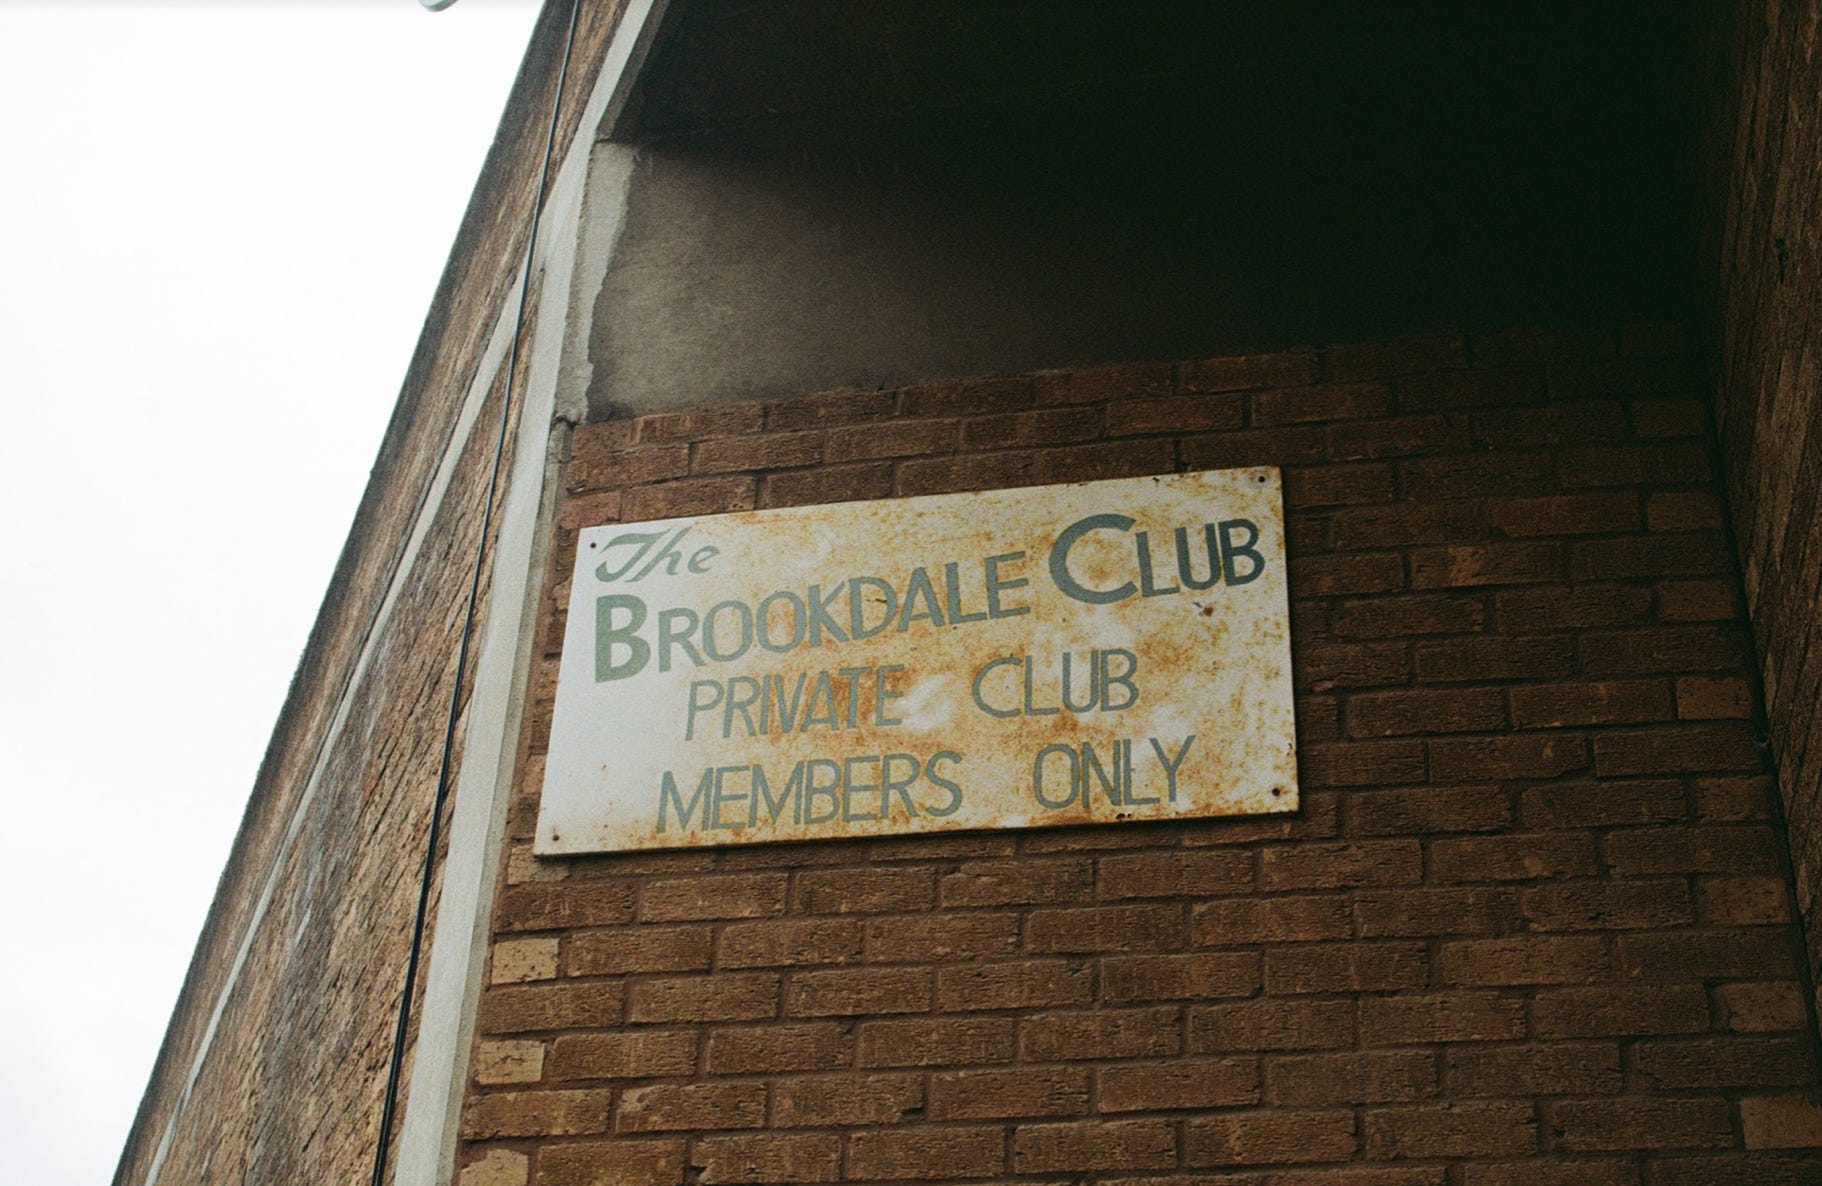 The
BROOKDALE CLUB
PRIVATE CLUB
MEMBERS ONLY